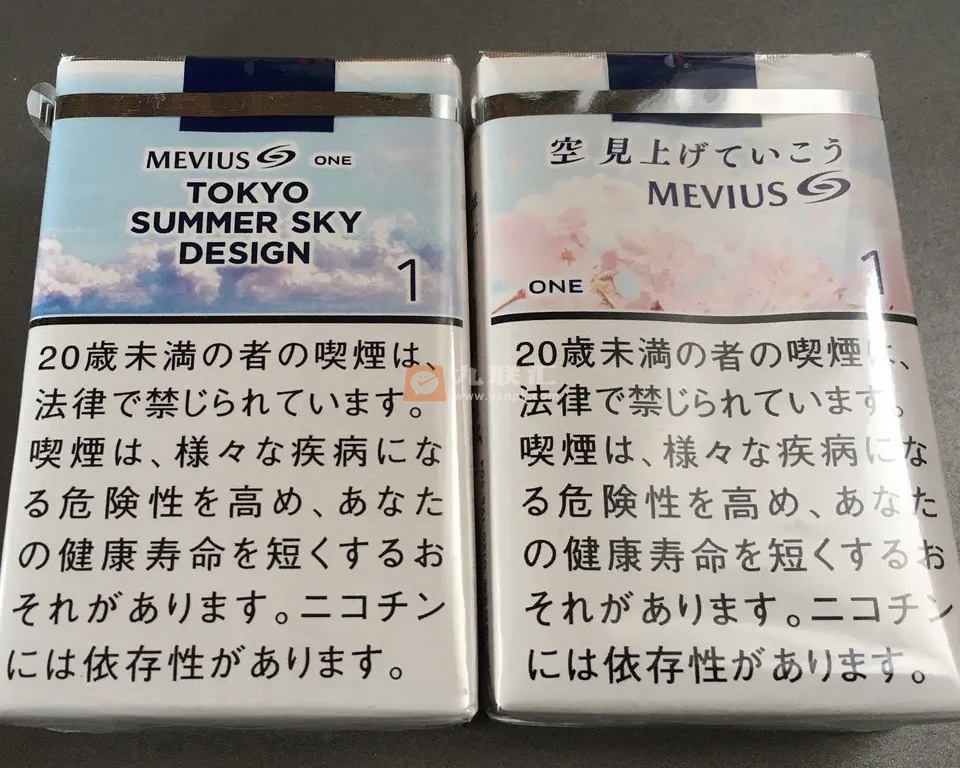 MEVIUS ONE
TOKYO
SUMMER SKY
DESIGN
1
20歳未満の者の喫煙は、
法律で禁じられています。
喫煙は、様々な疾病にな
る危険性を高め、あなた
の健康寿命を短くするお
それがあります。ニコチン
には依存性があります。
空見上げていこう
MEVIUS
ONE
1
20歳未満の者の喫煙は、
法律で禁じられています。
喫煙は、様々な疾病にな
る危険性を高め、あなた
の健康寿命を短くするお
それがあります。ニコチン
には依存性があります。
九联汇